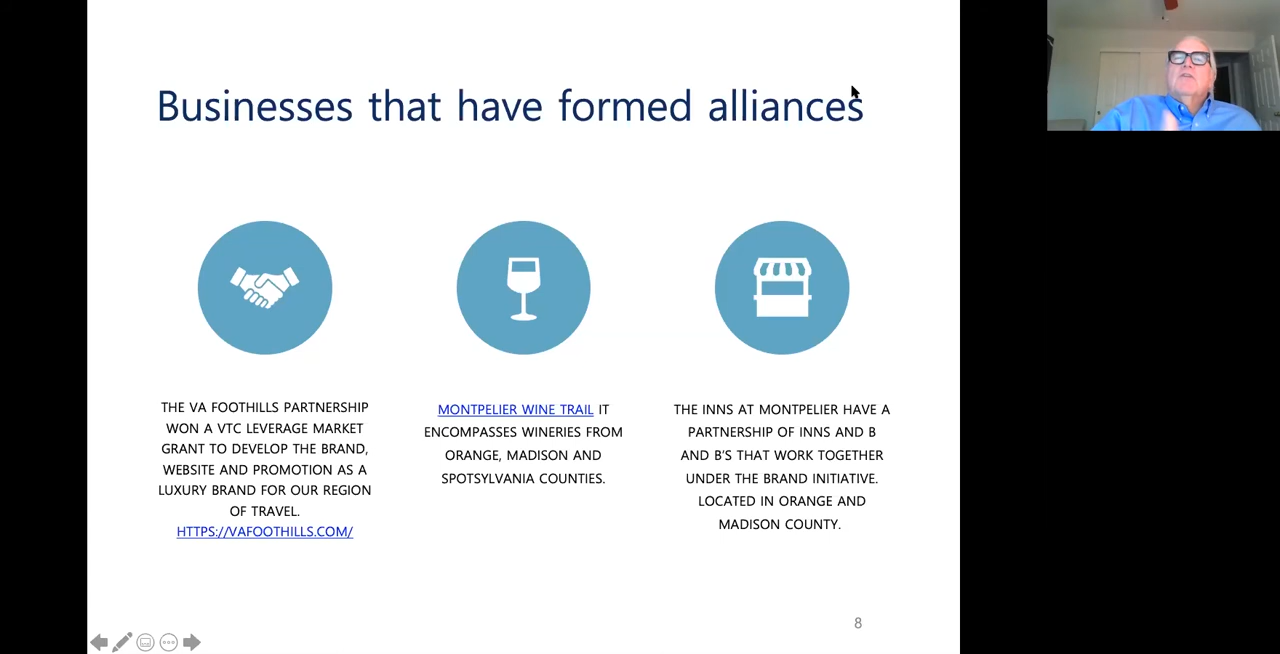 Businesses that have formed alliances
THE VA FOOTHILLS PARTNERSHIP
WON A VTC LEVERAGE MARKET
GRANT TO DEVELOP THE BRAND,
WEBSITE AND PROMOTION AS A
LUXURY BRAND FOR OUR REGION
OF TRAVEL.
HTTPS://VAFOOTHILLS.COM/
MONTPELIER WINE TRAIL IT
ENCOMPASSES WINERIES FROM
ORANGE, MADISON AND
SPOTSYLVANIA COUNTIES.
THE INNS AT MONTPELIER HAVE A
PARTNERSHIP OF INNS AND B
AND B'S THAT WORK TOGETHER
UNDER THE BRAND INITIATIVE.
LOCATED IN ORANGE AND
MADISON COUNTY.
8